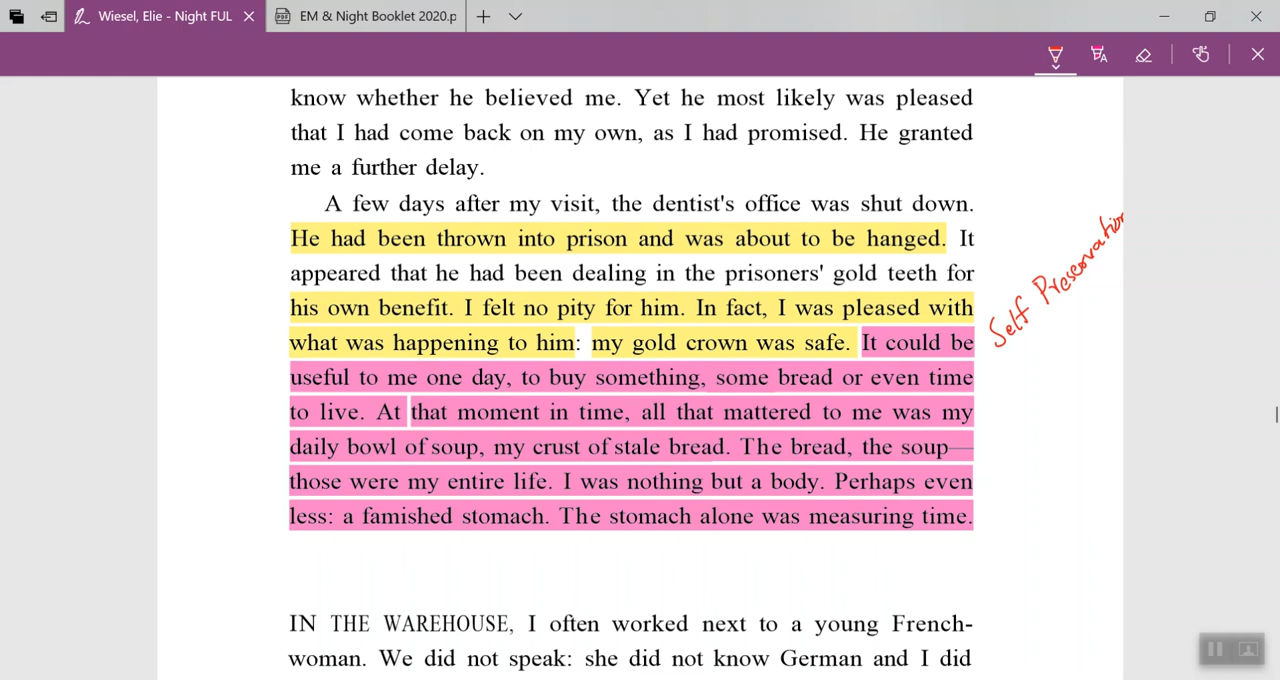 Wiesel, Elie - Night FUL
EM & Night Booklet 2020.p
know whether he believed me. Yet he most likely was pleased
that I had come back on my own, as I had promised. He granted
me a further delay.
A few days after my visit, the dentist's office was shut down.
He had been thrown into prison and was about to be hanged. It
appeared that he had been dealing in the prisoners' gold teeth for
his own benefit. I felt no pity for him. In fact, I was pleased with
what was happening to him: my gold crown was safe. It could be
useful to me one day, to buy something, some bread or even time
to live. At that moment in time, all that mattered to me was my
daily bowl of soup, my crust of stale bread. The bread, the soup—
those were my entire life. I was nothing but a body. Perhaps even
less: a famished stomach. The stomach alone was measuring time.
Self Preservation
IN THE WAREHOUSE, I often worked next to a young French-
woman. We did not speak: she did not know German and I did